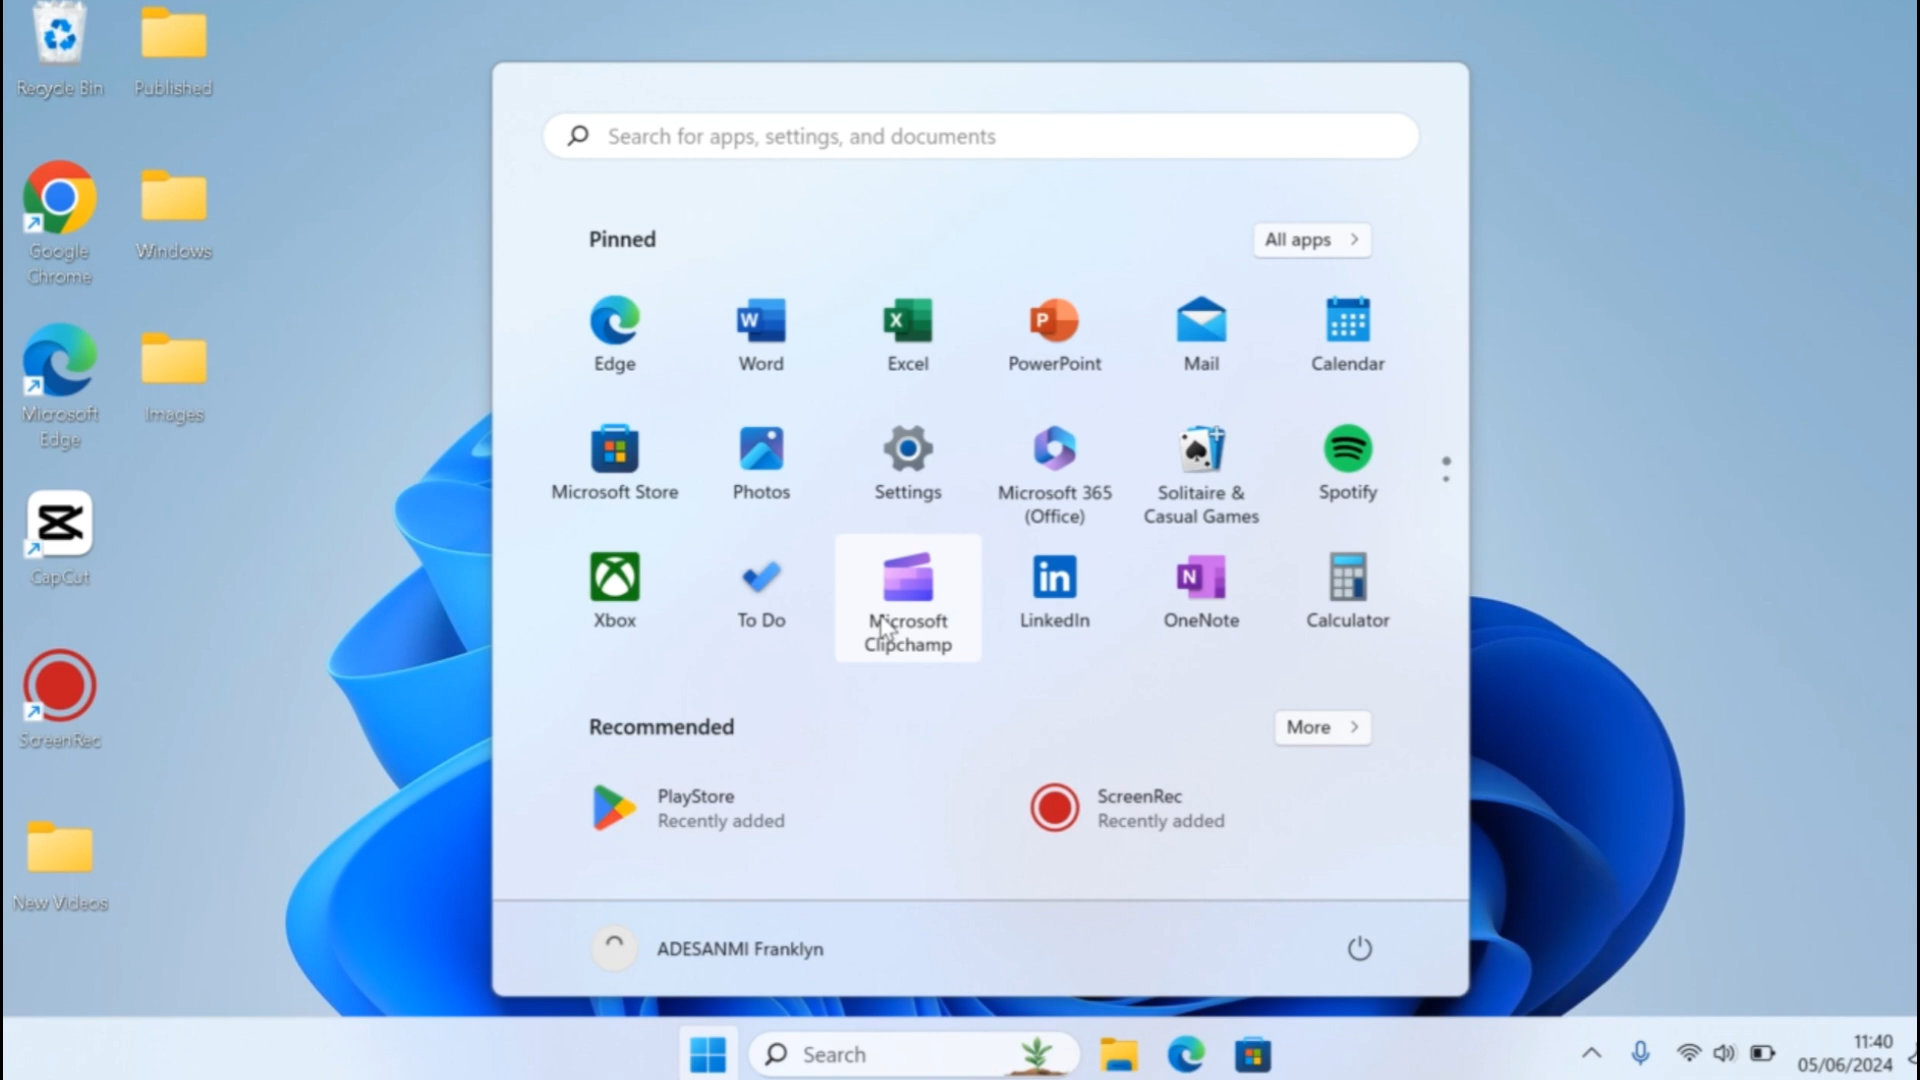 Recycle Bin
Published
Google
Chrome
Windows
Microsoft
Edge
Images
CapCut
ScreenRec
New Videos
Search for apps, settings, and documents
Pinned
All apps
Edge
Word
Excel
PowerPoint
Mail
Calendar
Microsoft Store
Photos
Settings
Microsoft 365
(Office)
Solitaire &
Casual Games
Spotify
Xbox
To Do
Microsoft
Clipchamp
LinkedIn
OneNote
Calculator
Recommended
More
PlayStore
Recently added
ScreenRec
Recently added
ADESANMI Franklyn
Search
11:40
05/06/2024